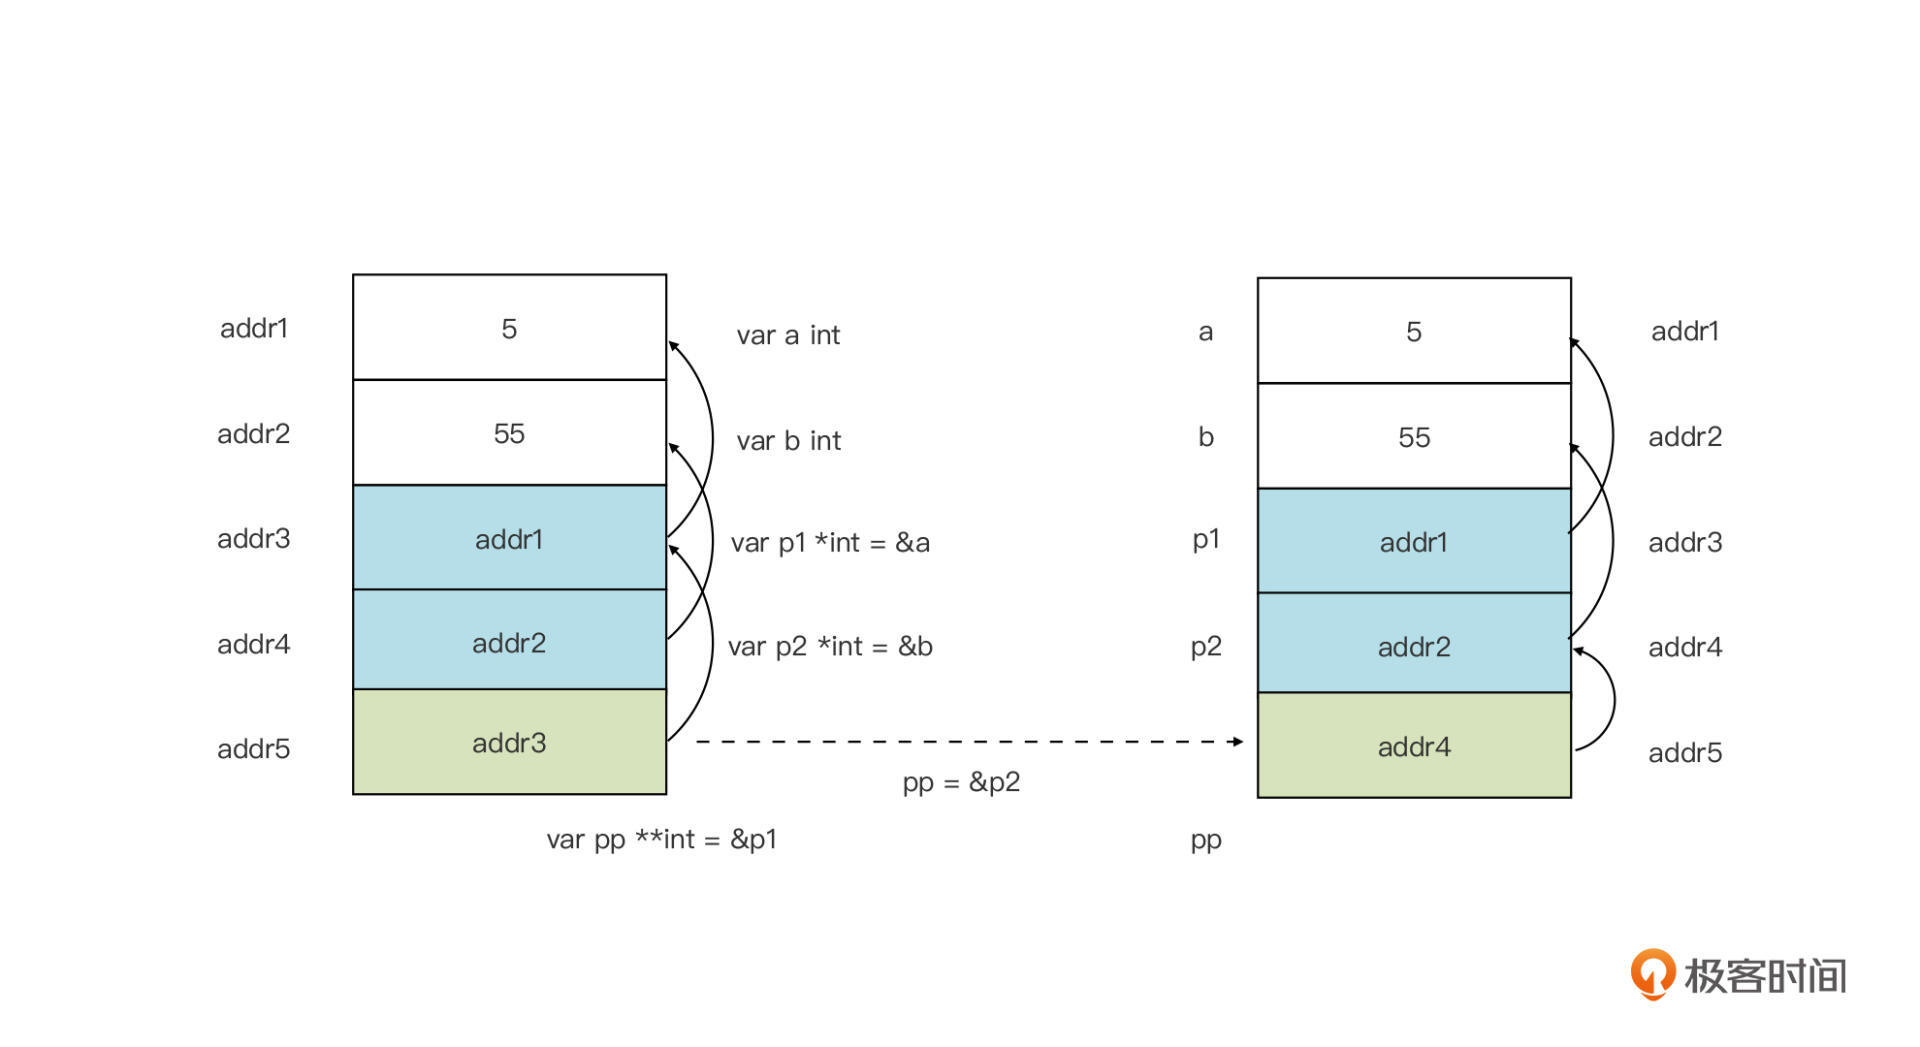 addr1 5 var a int
addr2 55 var b int
addr3 addr1 var p1 *int = &a
addr4 addr2 var p2 *int = &b
addr5 addr3
var pp **int = &p1
pp = &p2
a 5 addr1
b 55 addr2
p1 addr1 addr3
p2 addr2 addr4
addr4 addr5
pp
极客时间